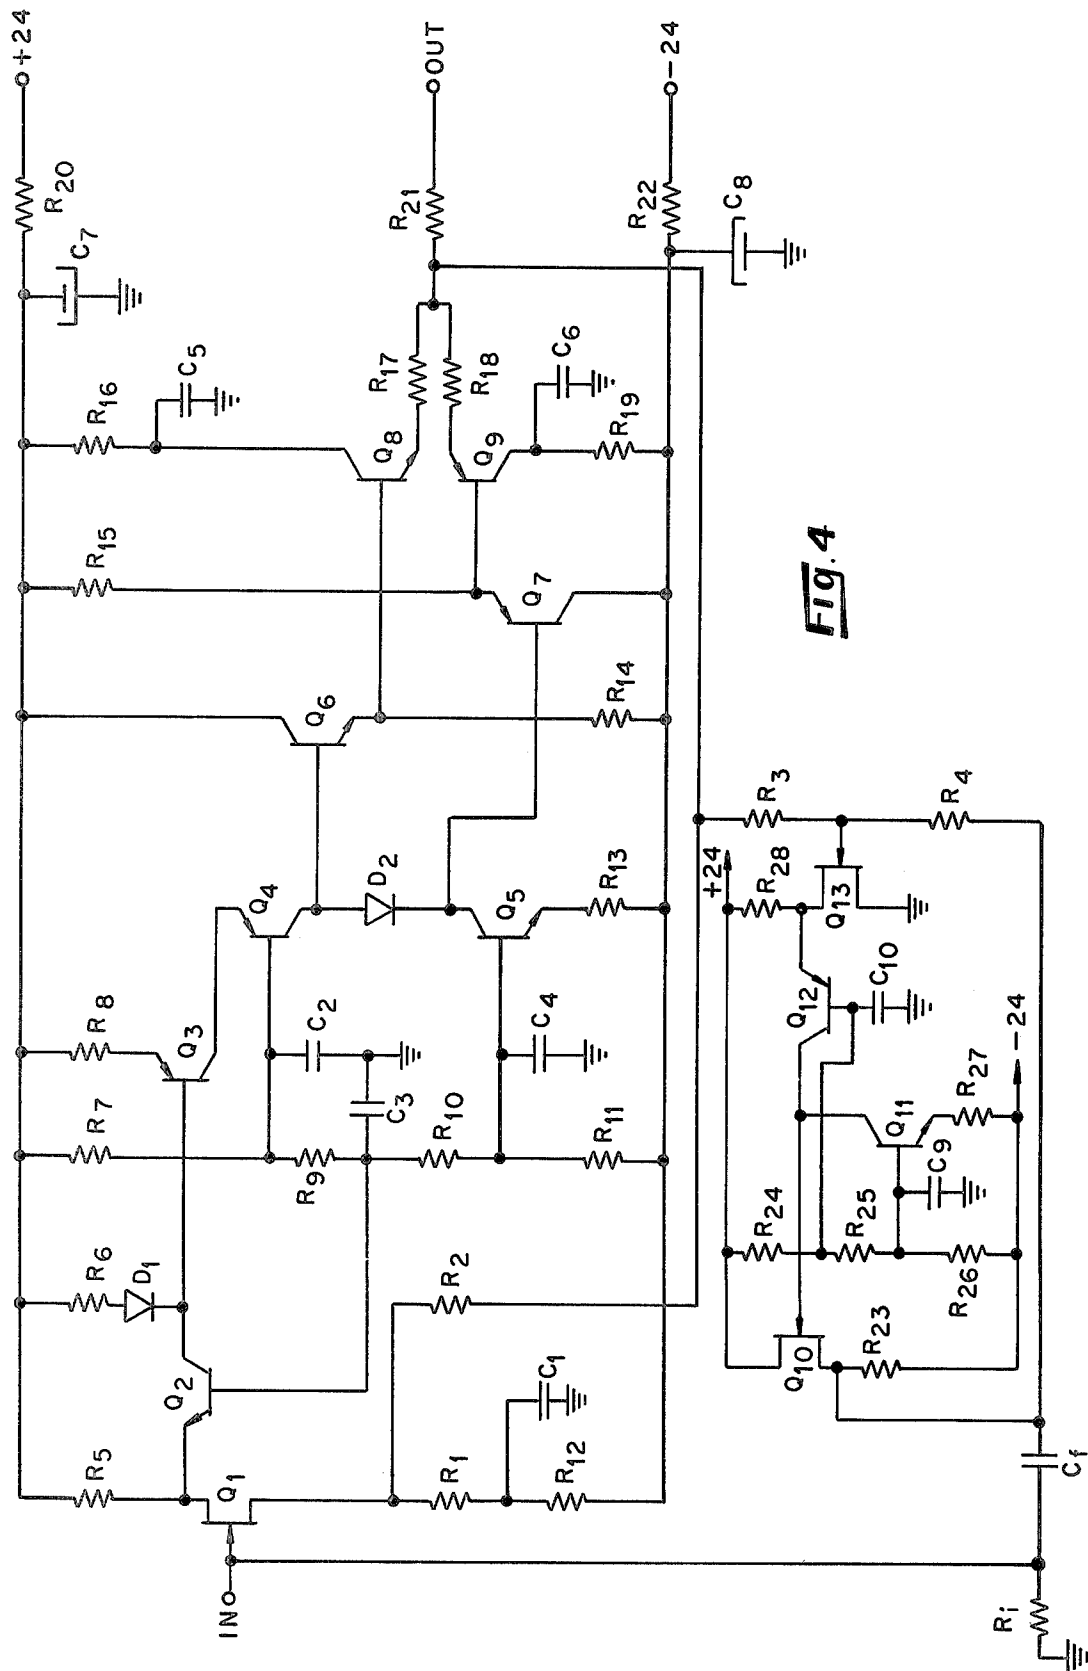 +24
R20
C7
R16
C5
R15
R8
R7
R6
D1
R5
Q3
Q2
Q1
IN
Q4
C2
C3
R9
R10
R11
C4
D2
Q5
R13
Q6
R14
Q7
Q8
Q9
R17
R18
C6
R19
R21
OUT
-24
R22
C8
R2
R1
C1
R12
+24
R28
R3
R4
Q13
Q12
C10
Q11
R27
-24
C9
R24
R25
R26
Q10
R23
Cf
Ri
Fig. 4